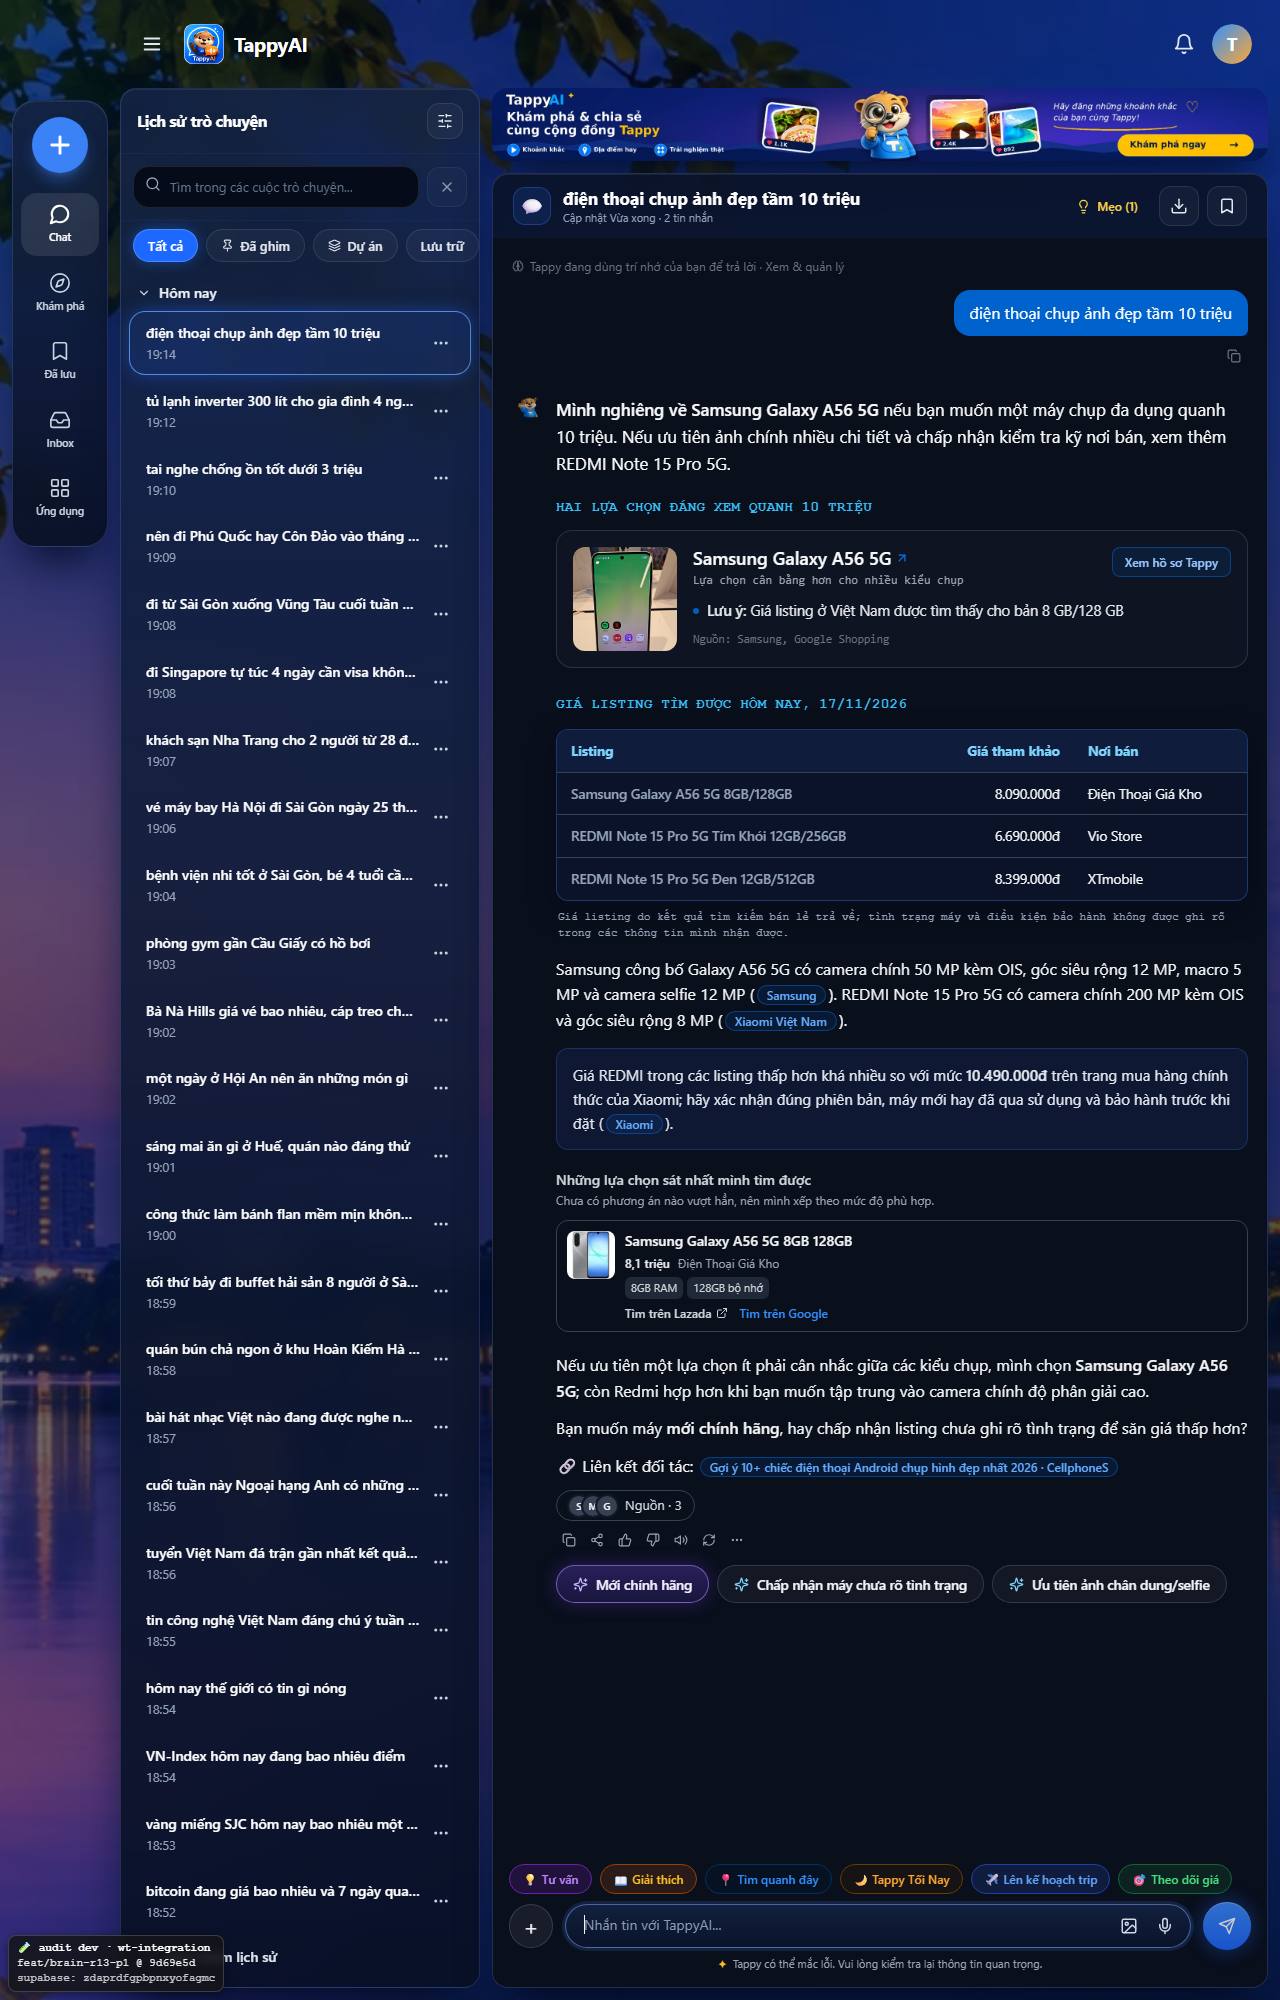 TappyAI
T
Chat
Khám phá
Đã lưu
Inbox
Ứng dụng
Lịch sử trò chuyện
Tìm trong các cuộc trò chuyện...
Tất cả
Đã ghim
Dự án
Lưu trữ
Hôm nay
điện thoại chụp ảnh đẹp tầm 10 triệu
19:14
tủ lạnh inverter 300 lít cho gia đình 4 ng...
19:12
tai nghe chống ồn tốt dưới 3 triệu
19:10
nên đi Phú Quốc hay Côn Đảo vào tháng ...
19:09
đi từ Sài Gòn xuống Vũng Tàu cuối tuần ...
19:08
đi Singapore tự túc 4 ngày cần visa khôn...
19:08
khách sạn Nha Trang cho 2 người từ 28 đ...
19:07
vé máy bay Hà Nội đi Sài Gòn ngày 25 th...
19:06
bệnh viện nhi tốt ở Sài Gòn, bé 4 tuổi cầ...
19:04
phòng gym gần Cầu Giấy có hồ bơi
19:03
Bà Nà Hills giá vé bao nhiêu, cáp treo ch...
19:02
một ngày ở Hội An nên ăn những món gì
19:02
sáng mai ăn gì ở Huế, quán nào đáng thử
19:01
công thức làm bánh flan mềm mịn khôn...
19:00
tối thứ bảy đi buffet hải sản 8 người ở Sà...
18:59
quán bún chả ngon ở khu Hoàn Kiếm Hà ...
18:58
bài hát nhạc Việt nào đang được nghe n...
18:57
cuối tuần này Ngoại hạng Anh có những ...
18:56
tuyển Việt Nam đá trận gần nhất kết quả...
18:56
tin công nghệ Việt Nam đáng chú ý tuần ...
18:55
hôm nay thế giới có tin gì nóng
18:54
VN-Index hôm nay đang bao nhiêu điểm
18:54
vàng miếng SJC hôm nay bao nhiêu một ...
18:53
bitcoin đang giá bao nhiêu và 7 ngày qua...
18:52
m lịch sử
audit dev · wt-integration
feat/brain-r13-p1 @ 9d69e5d
supabase: zdaprdfgpbpnxyofagmc
TappyAI
Khám phá & chia sẻ
cùng cộng đồng Tappy
Khoảnh khắc
Địa điểm hay
Trải nghiệm thật
1.1K
2.4K
892
Hãy đăng những khoảnh khắc
của bạn cùng Tappy!
Khám phá ngay →
điện thoại chụp ảnh đẹp tầm 10 triệu
Cập nhật Vừa xong · 2 tin nhắn
Mẹo (1)
Tappy đang dùng trí nhớ của bạn để trả lời · Xem & quản lý
điện thoại chụp ảnh đẹp tầm 10 triệu
Mình nghiêng về Samsung Galaxy A56 5G nếu bạn muốn một máy chụp đa dụng quanh
10 triệu. Nếu ưu tiên ảnh chính nhiều chi tiết và chấp nhận kiểm tra kỹ nơi bán, xem thêm
REDMI Note 15 Pro 5G.
HAI LỰA CHỌN ĐÁNG XEM QUANH 10 TRIỆU
Samsung Galaxy A56 5G
Xem hồ sơ Tappy
Lựa chọn cân bằng hơn cho nhiều kiểu chụp
Lưu ý: Giá listing ở Việt Nam được tìm thấy cho bản 8 GB/128 GB
Nguồn: Samsung, Google Shopping
GIÁ LISTING TÌM ĐƯỢC HÔM NAY, 17/11/2026
Listing Giá tham khảo Nơi bán
Samsung Galaxy A56 5G 8GB/128GB 8.090.000đ Điện Thoại Giá Kho
REDMI Note 15 Pro 5G Tím Khói 12GB/256GB 6.690.000đ Vio Store
REDMI Note 15 Pro 5G Đen 12GB/512GB 8.399.000đ XTmobile
Giá listing do kết quả tìm kiếm bán lẻ trả về; tình trạng máy và điều kiện bảo hành không được ghi rõ
trong các thông tin mình nhận được.
Samsung công bố Galaxy A56 5G có camera chính 50 MP kèm OIS, góc siêu rộng 12 MP, macro 5
MP và camera selfie 12 MP ( Samsung ). REDMI Note 15 Pro 5G có camera chính 200 MP kèm OIS
và góc siêu rộng 8 MP ( Xiaomi Việt Nam ).
Giá REDMI trong các listing thấp hơn khá nhiều so với mức 10.490.000đ trên trang mua hàng chính
thức của Xiaomi; hãy xác nhận đúng phiên bản, máy mới hay đã qua sử dụng và bảo hành trước khi
đặt ( Xiaomi ).
Những lựa chọn sát nhất mình tìm được
Chưa có phương án nào vượt hẳn, nên mình xếp theo mức độ phù hợp.
Samsung Galaxy A56 5G 8GB 128GB
8,1 triệu Điện Thoại Giá Kho
8GB RAM 128GB bộ nhớ
Tìm trên Lazada Tìm trên Google
Nếu ưu tiên một lựa chọn ít phải cân nhắc giữa các kiểu chụp, mình chọn Samsung Galaxy A56
5G; còn Redmi hợp hơn khi bạn muốn tập trung vào camera chính độ phân giải cao.
Bạn muốn máy mới chính hãng, hay chấp nhận listing chưa ghi rõ tình trạng để săn giá thấp hơn?
Liên kết đối tác: Gợi ý 10+ chiếc điện thoại Android chụp hình đẹp nhất 2026 · CellphoneS
S M G Nguồn · 3
Mới chính hãng
Chấp nhận máy chưa rõ tình trạng
Ưu tiên ảnh chân dung/selfie
Tư vấn
Giải thích
Tìm quanh đây
Tappy Tối Nay
Lên kế hoạch trip
Theo dõi giá
Nhắn tin với TappyAI...
Tappy có thể mắc lỗi. Vui lòng kiểm tra lại thông tin quan trọng.